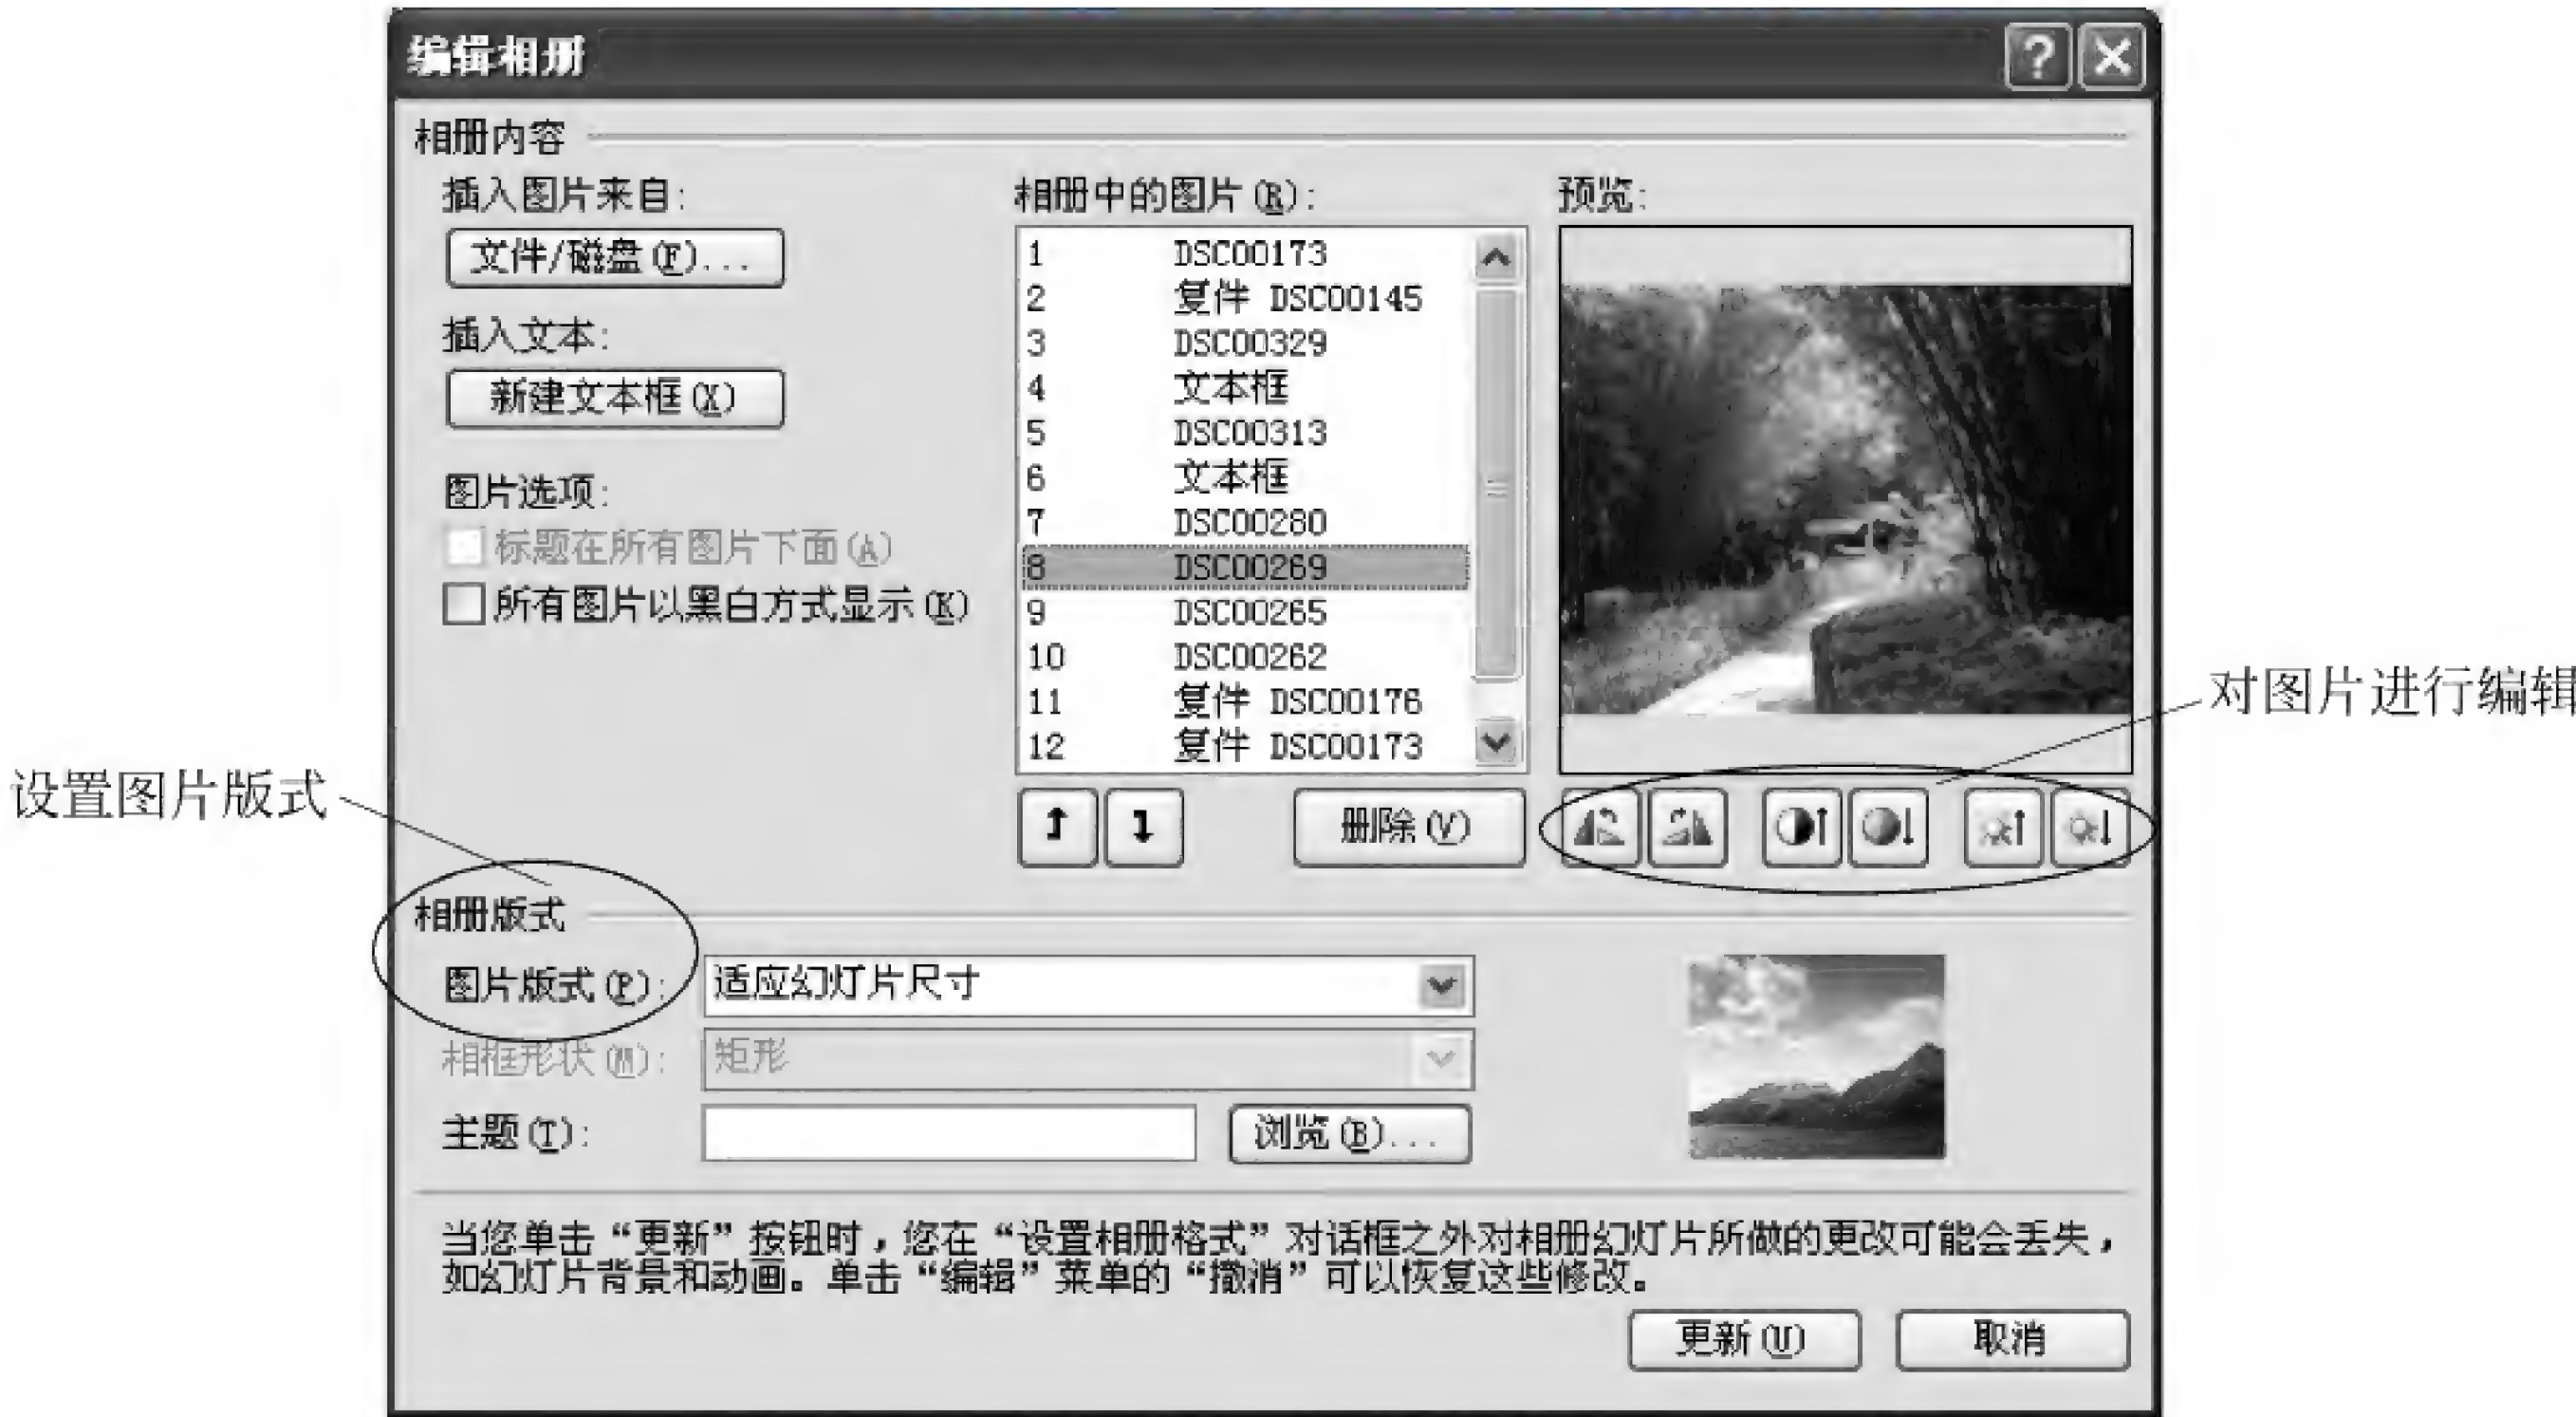 编辑相册
相册内容
插入图片来自:
文件/磁盘(F)...
插入文本:
新建文本框(X)
图片选项:
标题在所有图片下面(A)
所有图片以黑白方式显示(K)
相册中的图片(R):
1 DSC00173
2 复件 DSC00145
3 DSC00329
4 文本框
5 DSC00313
6 文本框
7 DSC00280
8 DSC00269
9 DSC00265
10 DSC00262
11 复件 DSC00176
12 复件 DSC00173
删除(V)
预览:
对图片进行编辑
设置图片版式
相册版式
图片版式(P): 适应幻灯片尺寸
相框形状(M): 矩形
主题(T):
浏览(B)...
当您单击“更新”按钮时，您在“设置相册格式”对话框之外对相册幻灯片所做的更改可能会丢失，
如幻灯片背景和动画。单击“编辑”菜单的“撤消”可以恢复这些修改。
更新(U)
取消